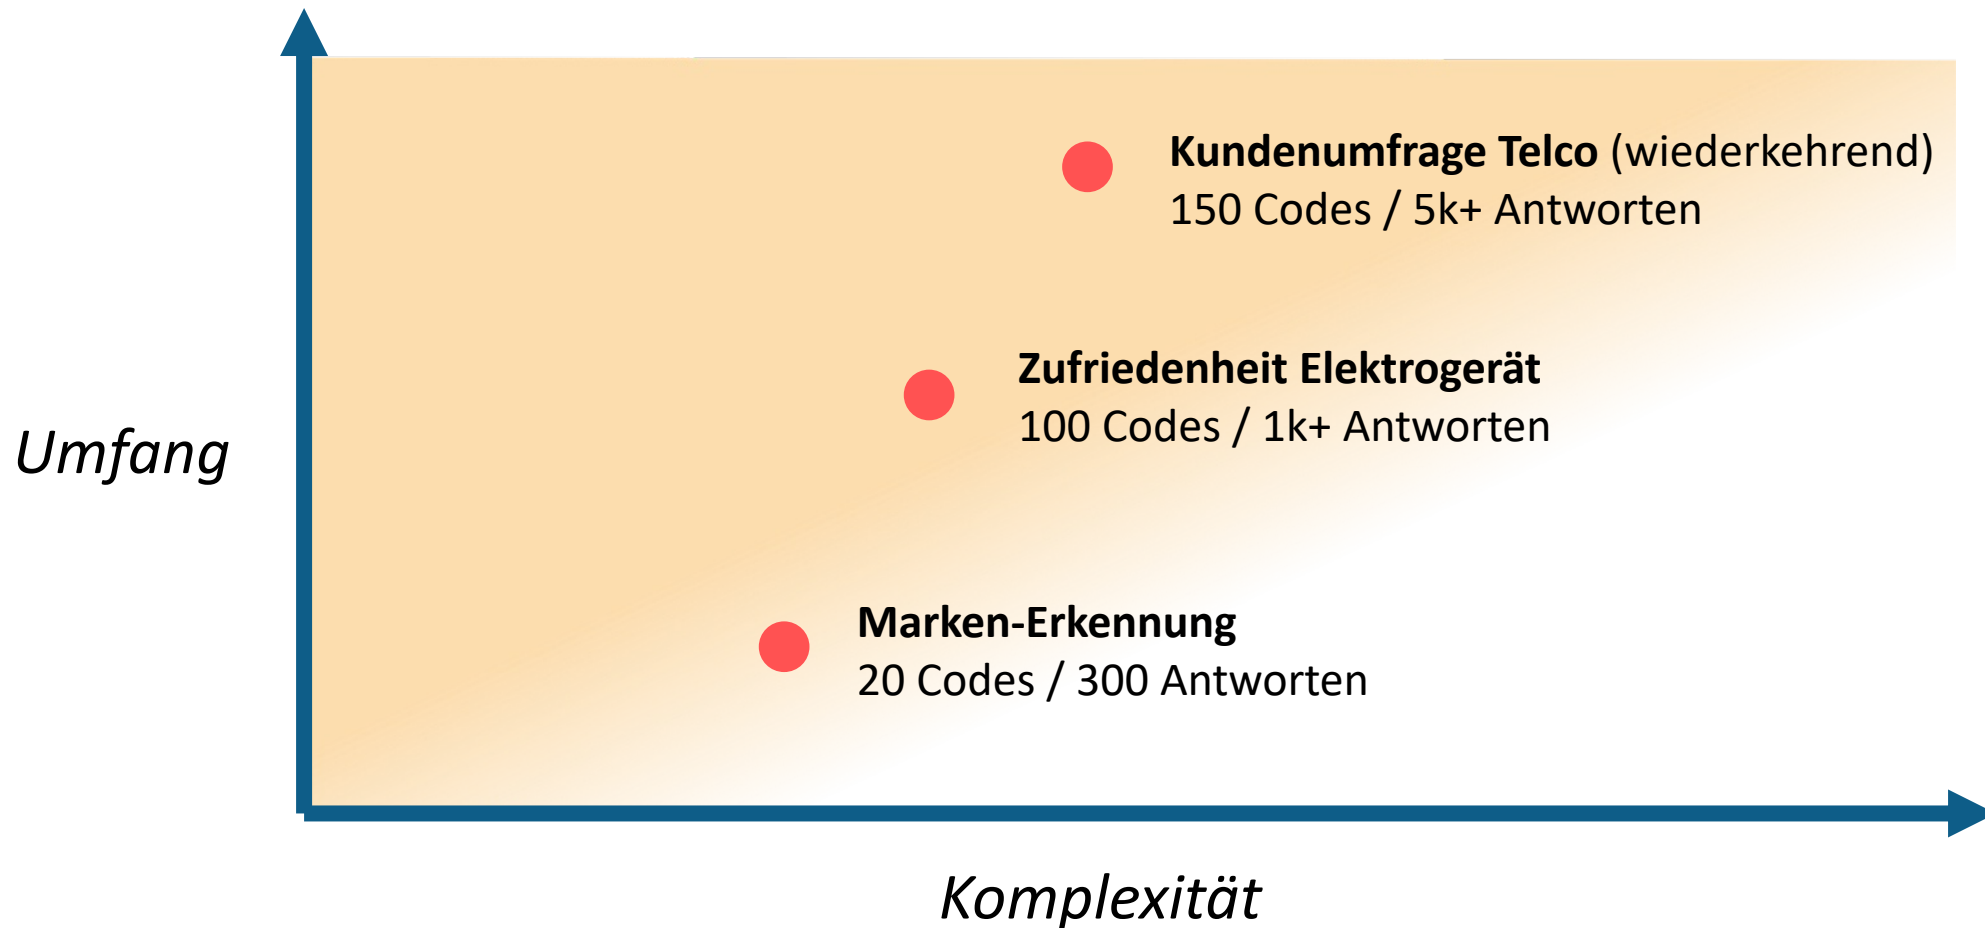 Kundenumfrage Telco (wiederkehrend)
150 Codes / 5k+ Antworten
Zufriedenheit Elektrogerät
100 Codes / 1k+ Antworten
Umfang
Marken-Erkennung
20 Codes / 300 Antworten
Komplexität